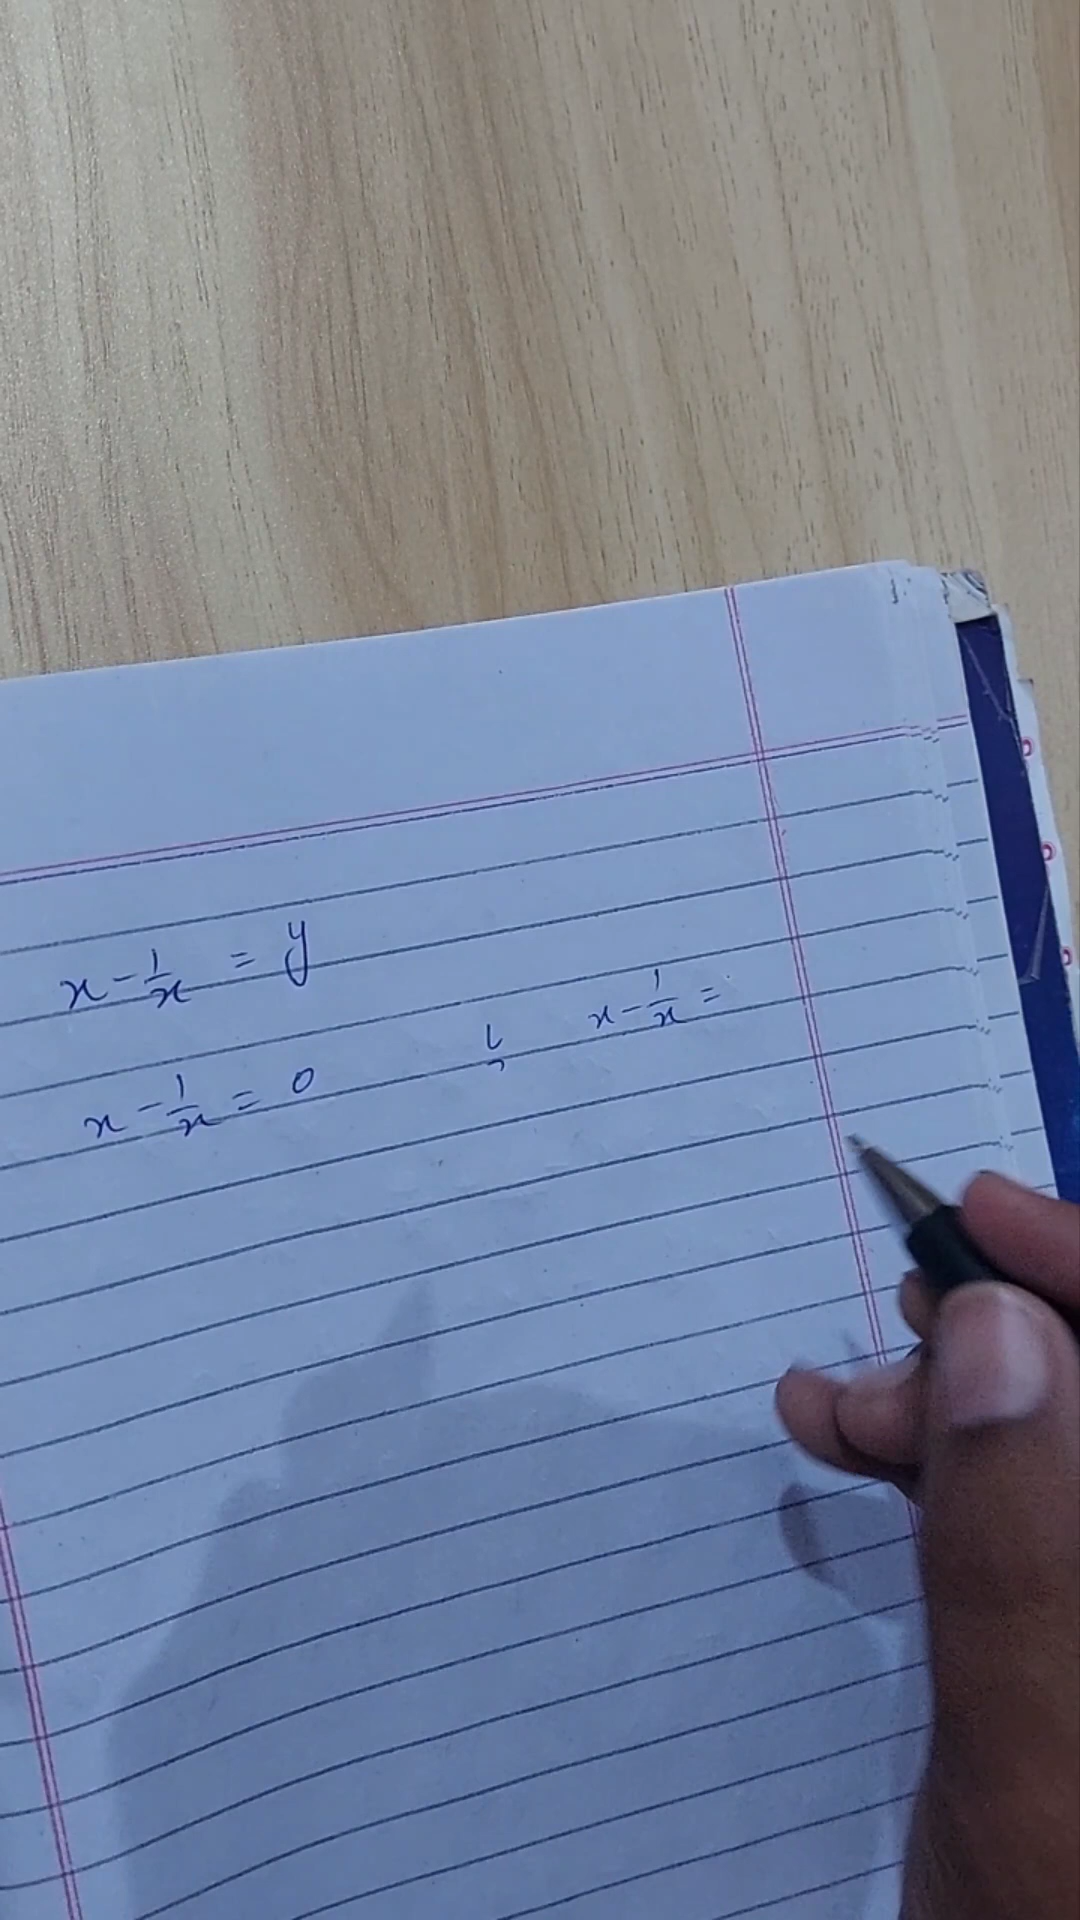 x - 1/x = y
x - 1/x = 0 x - 1/x =